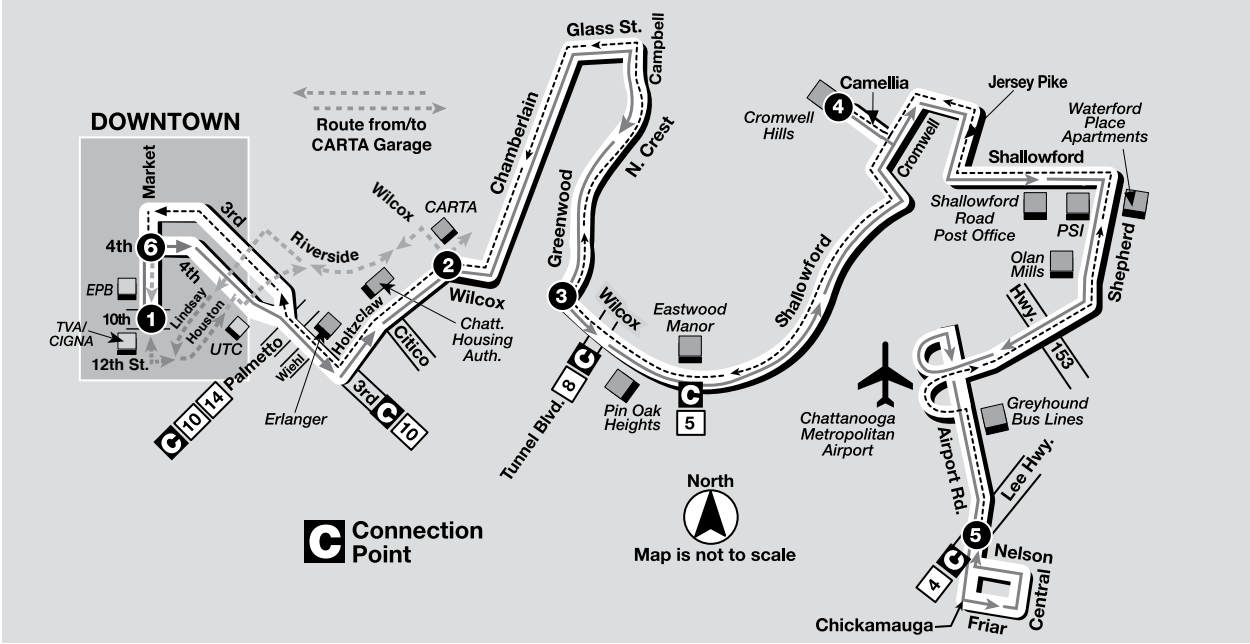 Glass St.
Campbell
Chamberlain
N. Crest
Route from/to
CARTA Garage
DOWNTOWN
Market
3rd
4th
6
4th
EPB
10th
1
TVA/
CIGNA
12th St.
Lindsay
Houston
UTC
Riverside
Wilcox
CARTA
2
Wilcox
Holtzclaw
Citico
Chatt.
Housing
Auth.
Palmetto
Wiehl
Erlanger
C 10 14
3rd
C 10
Greenwood
3
Wilcox
Eastwood
Manor
Tunnel Blvd.
8 C
Pin Oak
Heights
C
5
Shallowford
4
Camellia
Cromwell
Hills
Cromwell
Jersey Pike
Waterford
Place
Apartments
Shallowford
Shallowford
Road
Post Office
PSI
Olan
Mills
Shepherd
Hwy.
153
Chattanooga
Metropolitan
Airport
Greyhound
Bus Lines
Airport Rd.
Lee Hwy.
5
4 C
Nelson
Central
Friar
Chickamauga
North
Map is not to scale
C Connection
Point